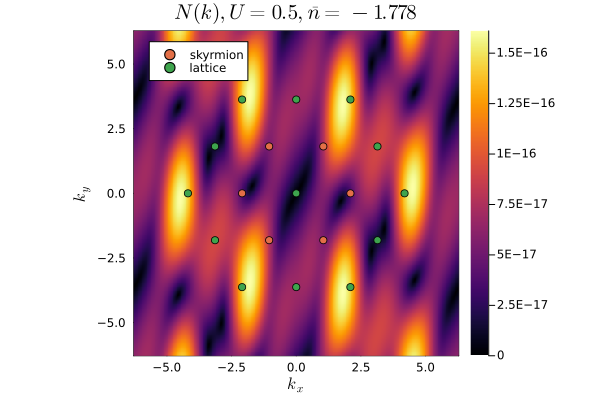 N(k), U = 0.5, n̄ = −1.778
skyrmion
lattice
5.0
2.5
0.0
−2.5
−5.0
k_y
−5.0 −2.5 0.0 2.5 5.0
k_x
1.5E−16
1.25E−16
1E−16
7.5E−17
5E−17
2.5E−17
0